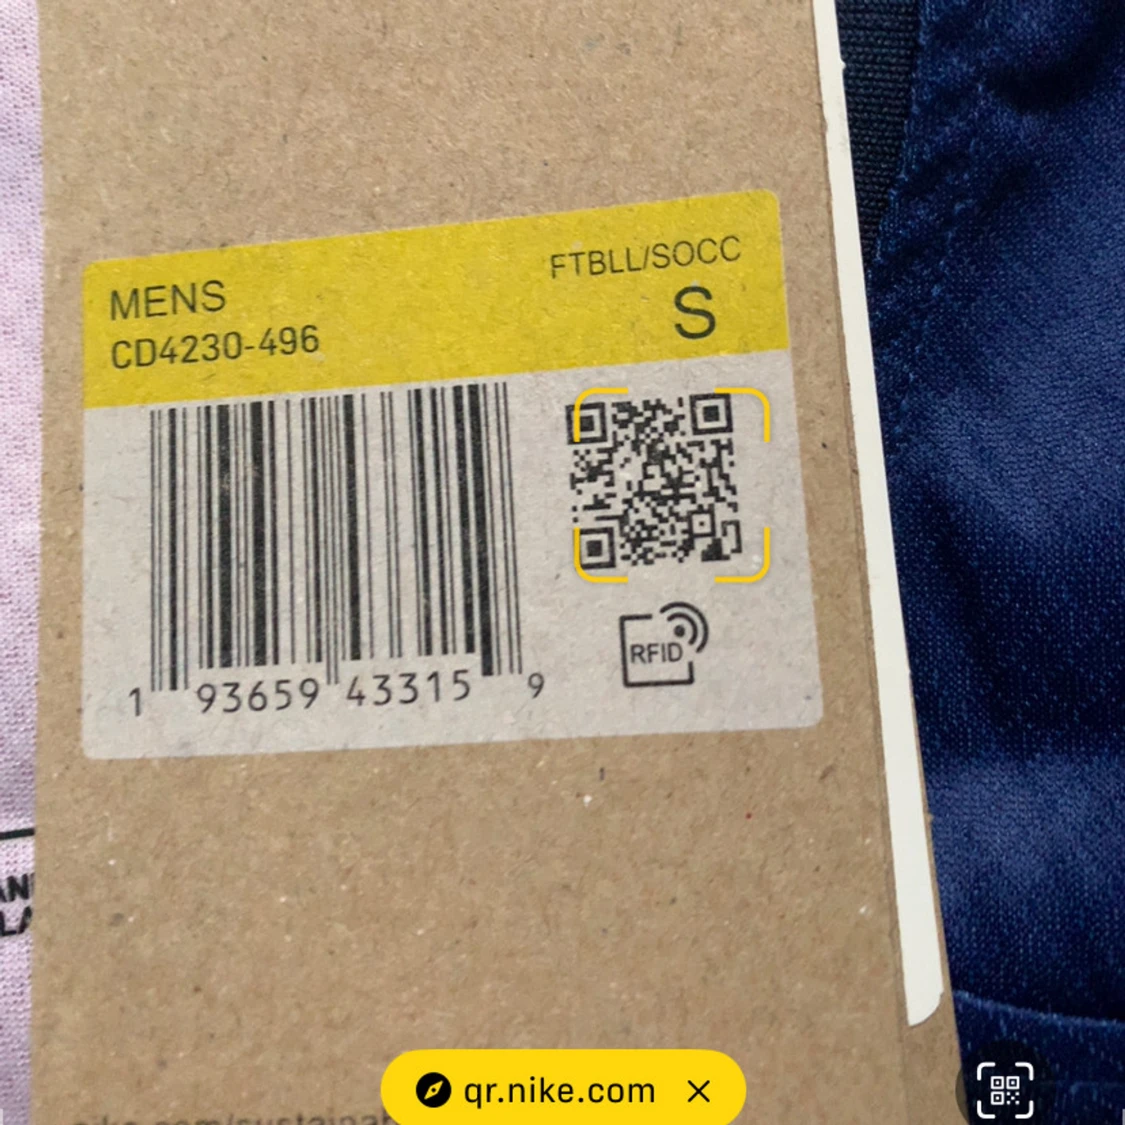 MENS
FTBLL/SOCC
CD4230-496
S
1 93659 43315 9
RFID
qr.nike.com